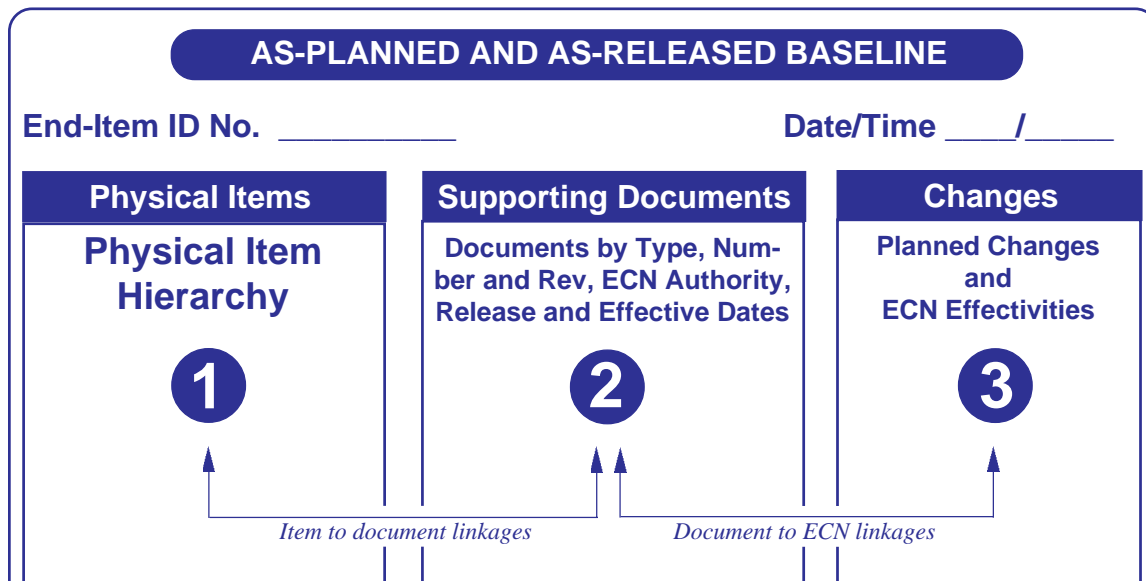 AS-PLANNED AND AS-RELEASED BASELINE
End-Item ID No. __________
Date/Time ____/_____
Physical Items
Physical Item
Hierarchy
1
Supporting Documents
Documents by Type, Num-
ber and Rev, ECN Authority,
Release and Effective Dates
2
Changes
Planned Changes
and
ECN Effectivities
3
Item to document linkages
Document to ECN linkages